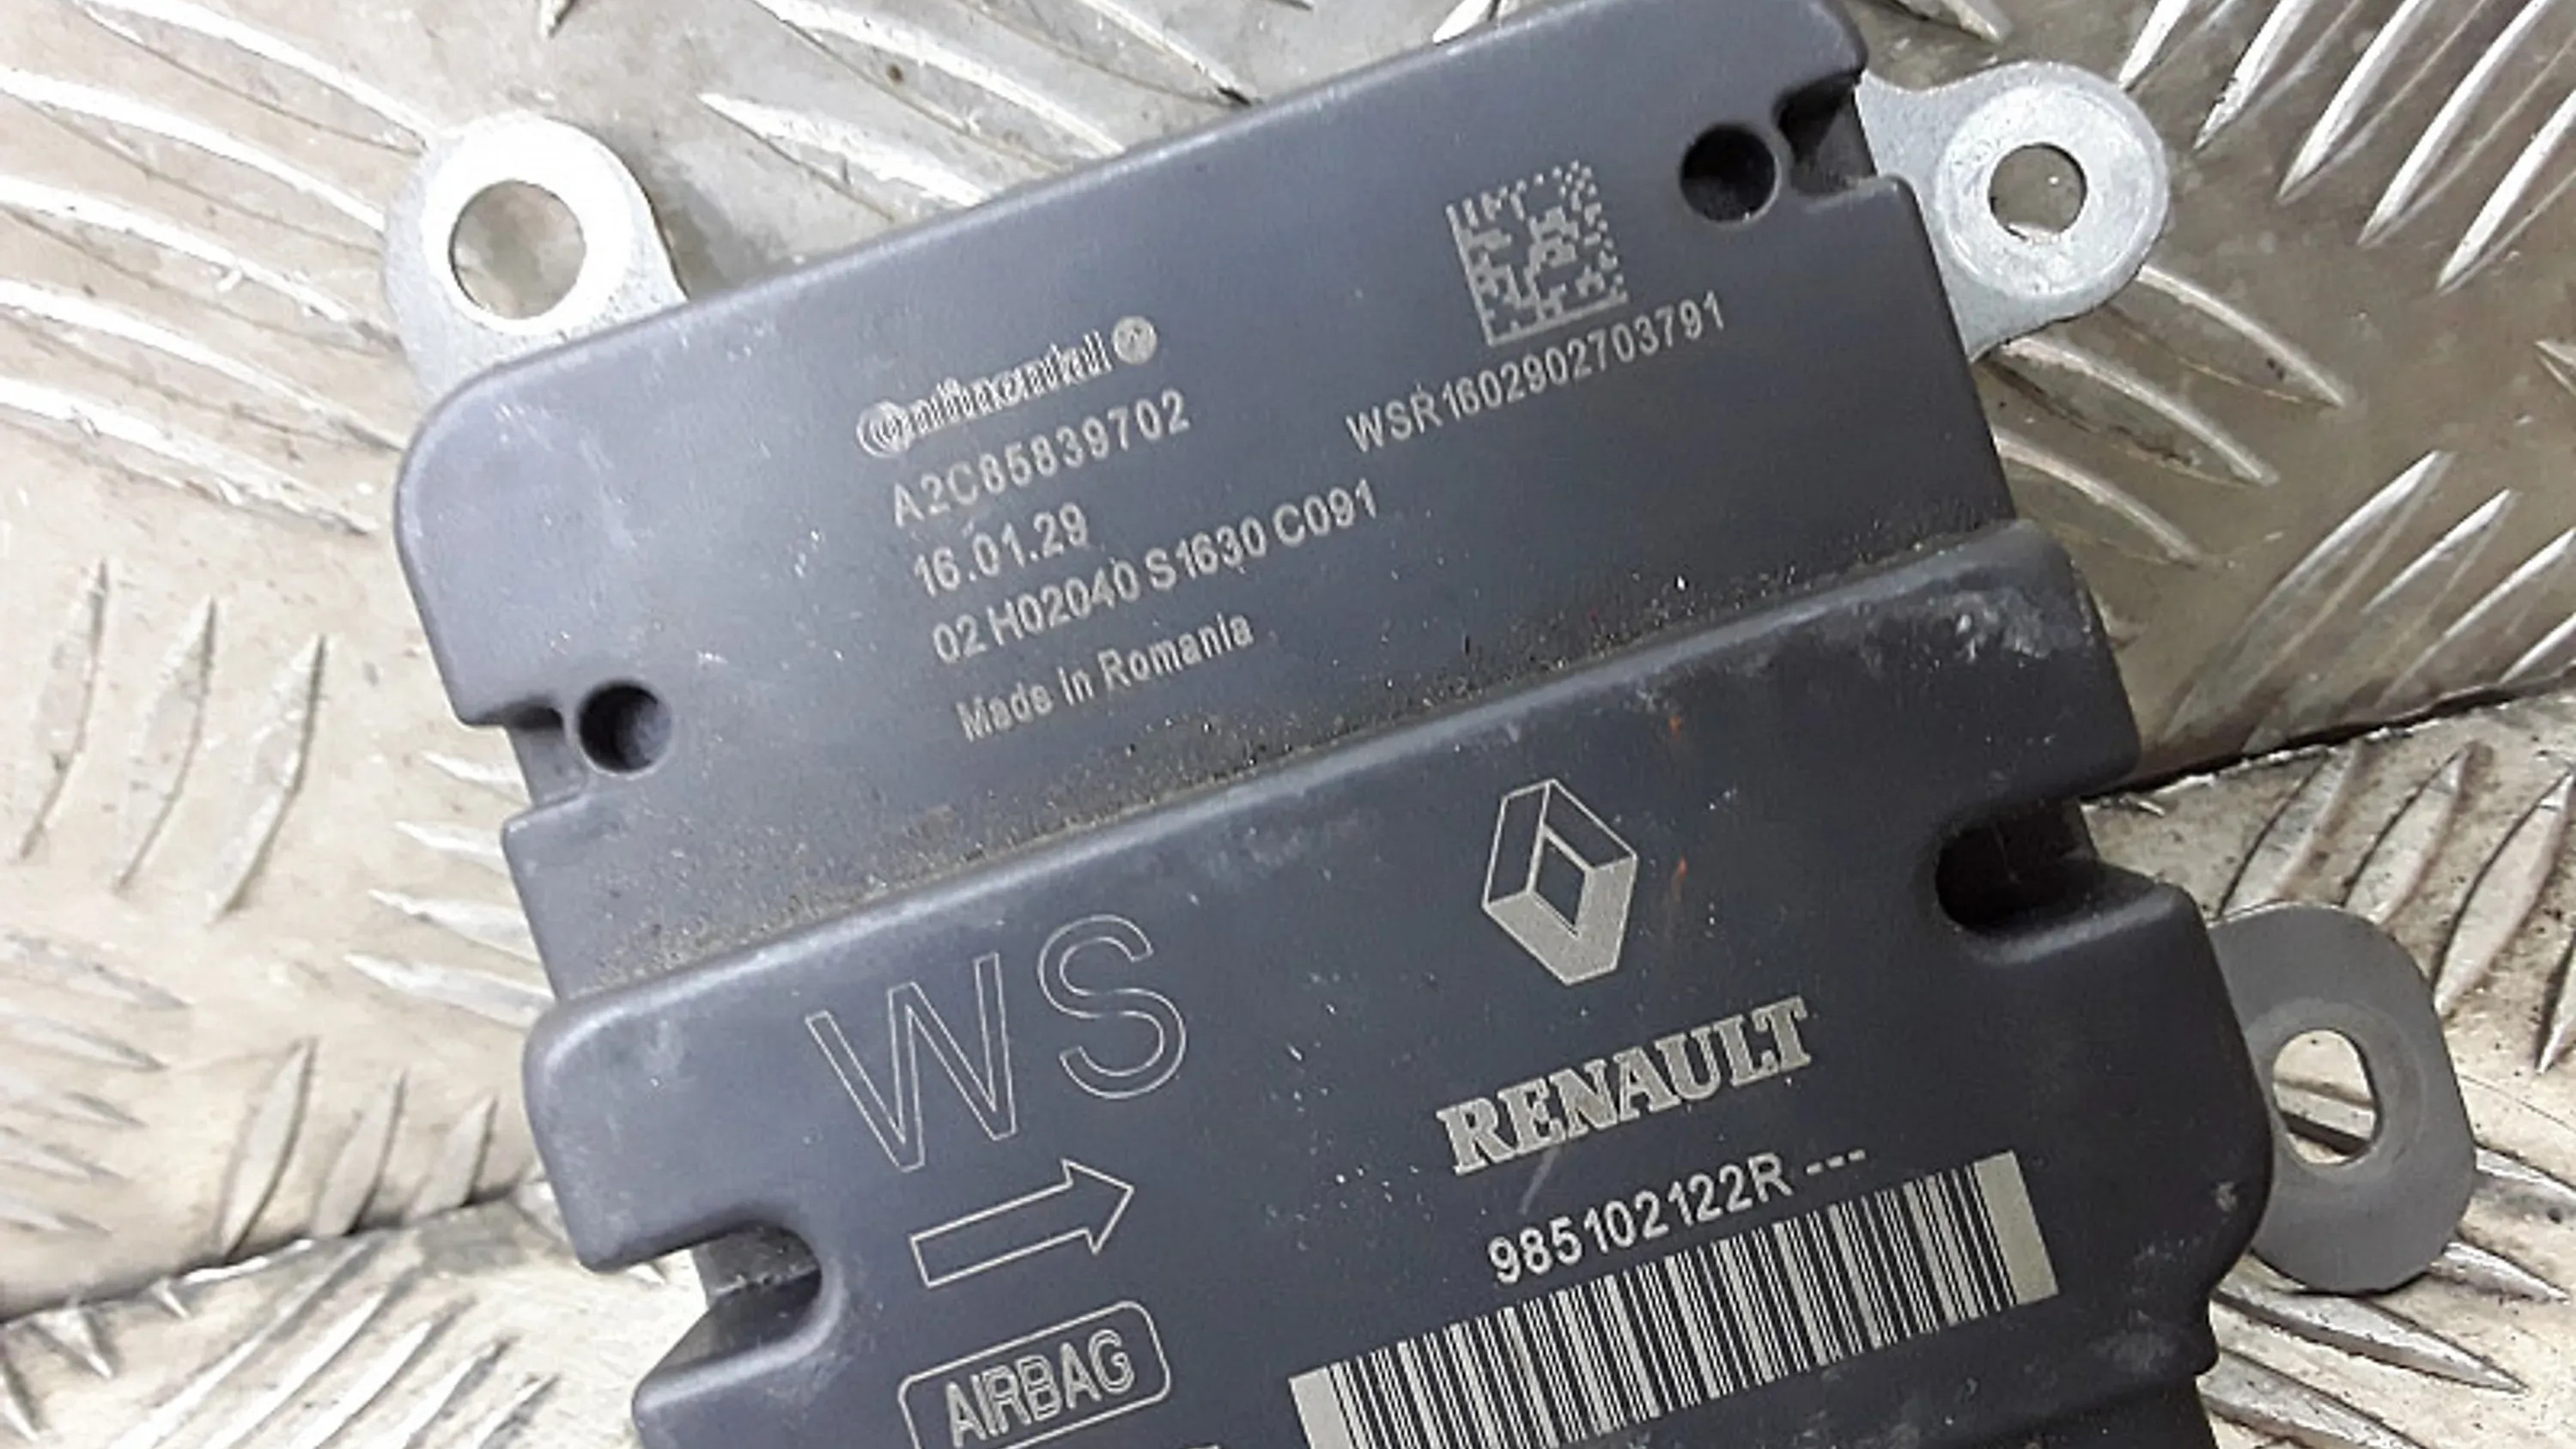 Continental
A2C85839702
16.01.29
02 H02040 S1630 C091
Made in Romania
WSR1602902703791
WS
RENAULT
985102122R ---
AIRBAG